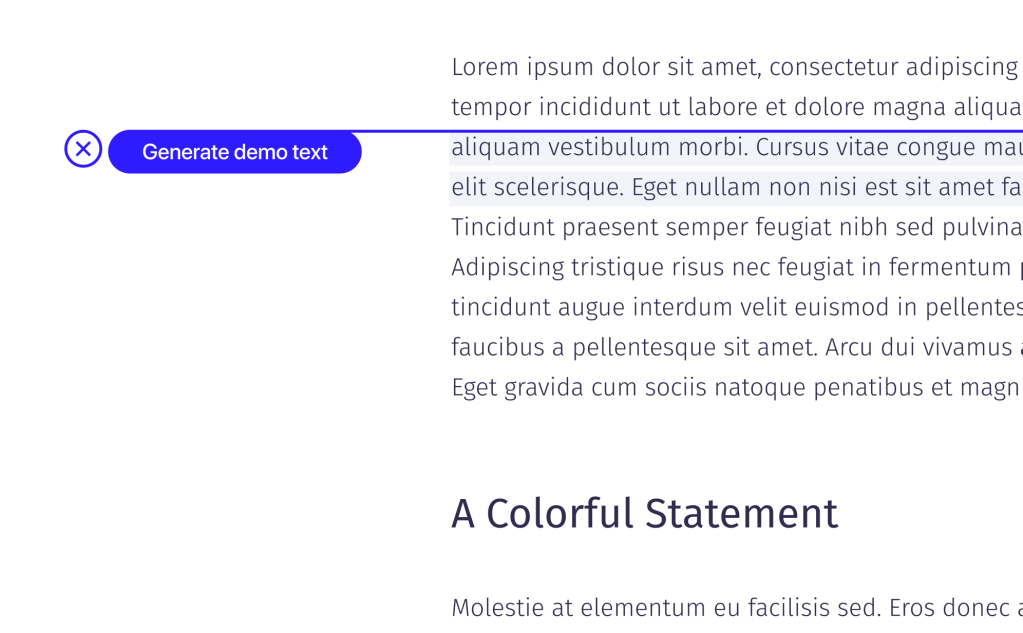 Lorem ipsum dolor sit amet, consectetur adipiscing
tempor incididunt ut labore et dolore magna aliqua
Generate demo text
aliquam vestibulum morbi. Cursus vitae congue mau
elit scelerisque. Eget nullam non nisi est sit amet fa
Tincidunt praesent semper feugiat nibh sed pulvina
Adipiscing tristique risus nec feugiat in fermentum p
tincidunt augue interdum velit euismod in pellentes
faucibus a pellentesque sit amet. Arcu dui vivamus a
Eget gravida cum sociis natoque penatibus et magn
A Colorful Statement
Molestie at elementum eu facilisis sed. Eros donec a